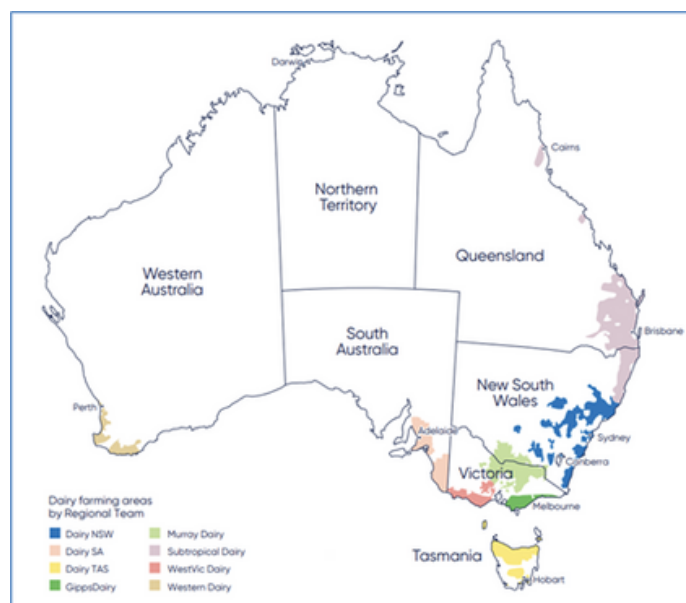 Darwin
Cairns
Northern
Territory
Queensland
Western
Australia
South
Australia
Brisbane
New South
Wales
Perth
Adelaide
Sydney
Canberra
Victoria
Melbourne
Dairy farming areas
by Regional Team
Dairy NSW
Dairy SA
Dairy TAS
GippsDairy
Murray Dairy
Subtropical Dairy
WestVic Dairy
Western Dairy
Tasmania
Hobart